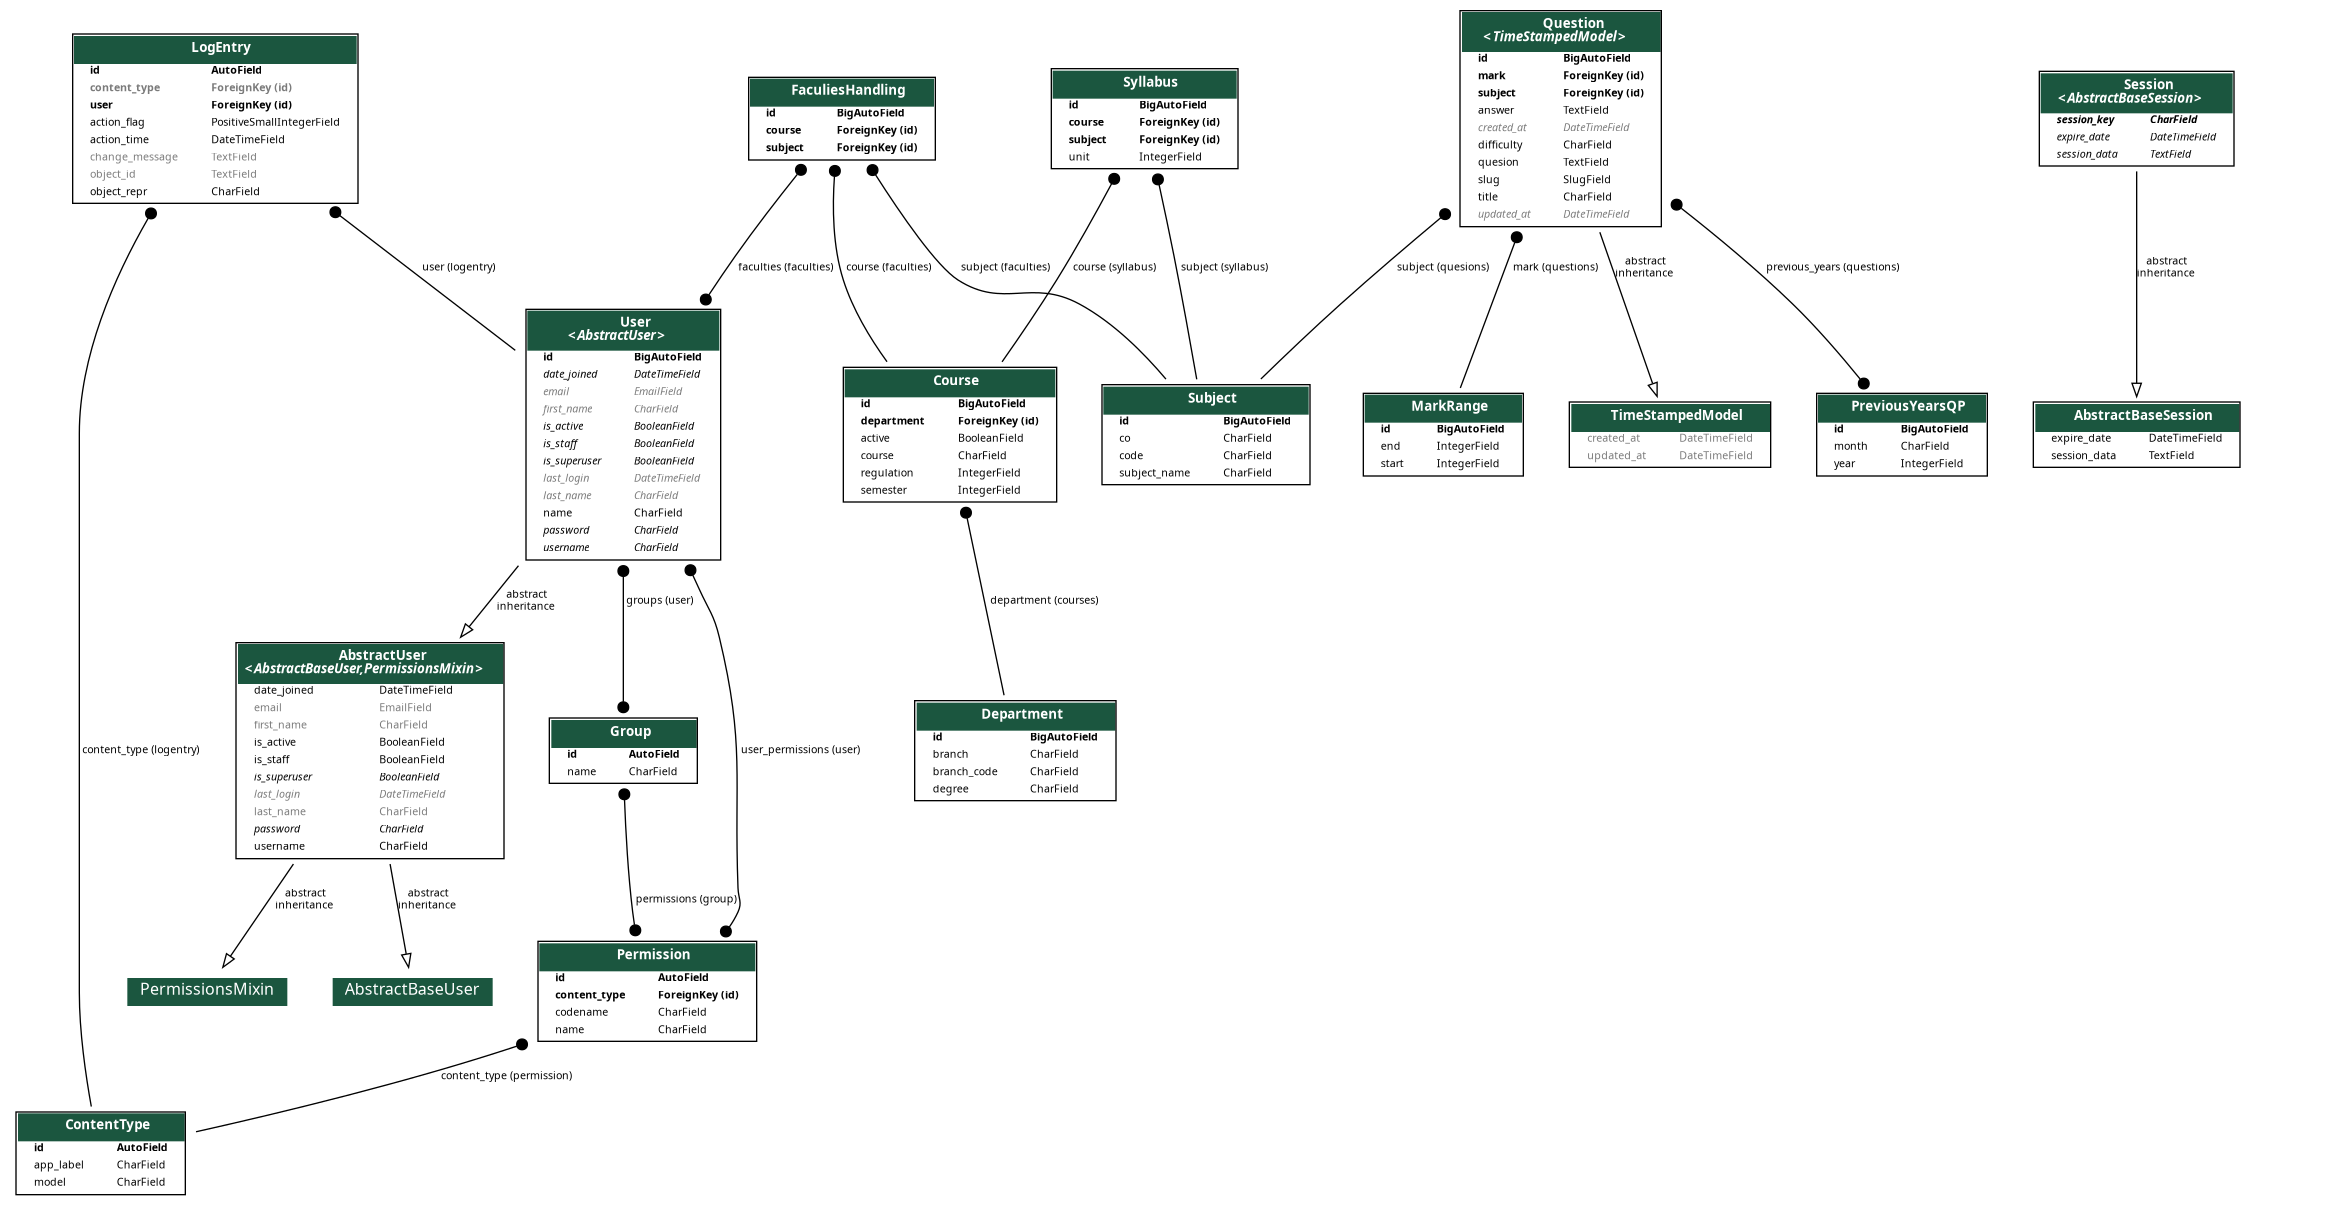 LogEntry
id AutoField
content_type ForeignKey (id)
user ForeignKey (id)
action_flag PositiveSmallIntegerField
action_time DateTimeField
change_message TextField
object_id TextField
object_repr CharField
FaculiesHandling
id BigAutoField
course ForeignKey (id)
subject ForeignKey (id)
Syllabus
id BigAutoField
course ForeignKey (id)
subject ForeignKey (id)
unit IntegerField
Question
<TimeStampedModel>
id BigAutoField
mark ForeignKey (id)
subject ForeignKey (id)
answer TextField
created_at DateTimeField
difficulty CharField
quesion TextField
slug SlugField
title CharField
updated_at DateTimeField
Session
<AbstractBaseSession>
session_key CharField
expire_date DateTimeField
session_data TextField
user (logentry)
faculties (faculties)
course (faculties)
subject (faculties)
course (syllabus)
subject (syllabus)
subject (quesions)
mark (questions)
abstract
inheritance
previous_years (questions)
abstract
inheritance
User
<AbstractUser>
id BigAutoField
date_joined DateTimeField
email EmailField
first_name CharField
is_active BooleanField
is_staff BooleanField
is_superuser BooleanField
last_login DateTimeField
last_name CharField
name CharField
password CharField
username CharField
Course
id BigAutoField
department ForeignKey (id)
active BooleanField
course CharField
regulation IntegerField
semester IntegerField
Subject
id BigAutoField
co CharField
code CharField
subject_name CharField
MarkRange
id BigAutoField
end IntegerField
start IntegerField
TimeStampedModel
created_at DateTimeField
updated_at DateTimeField
PreviousYearsQP
id BigAutoField
month CharField
year IntegerField
AbstractBaseSession
expire_date DateTimeField
session_data TextField
abstract
inheritance
groups (user)
department (courses)
AbstractUser
<AbstractBaseUser,PermissionsMixin>
date_joined DateTimeField
email EmailField
first_name CharField
is_active BooleanField
is_staff BooleanField
is_superuser BooleanField
last_login DateTimeField
last_name CharField
password CharField
username CharField
Group
id AutoField
name CharField
Department
id BigAutoField
branch CharField
branch_code CharField
degree CharField
content_type (logentry)
user_permissions (user)
abstract
inheritance
abstract
inheritance
permissions (group)
PermissionsMixin
AbstractBaseUser
Permission
id AutoField
content_type ForeignKey (id)
codename CharField
name CharField
content_type (permission)
ContentType
id AutoField
app_label CharField
model CharField